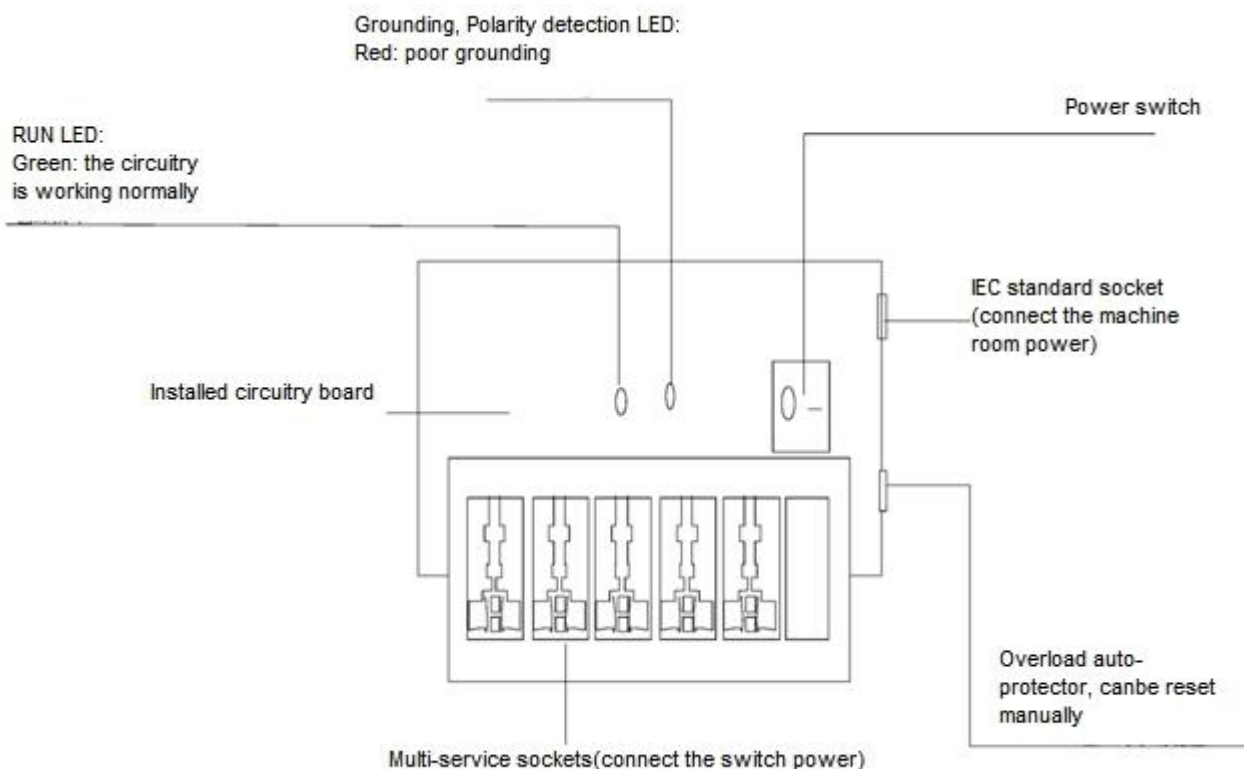 Grounding, Polarity detection LED:
Red: poor grounding
Power switch
RUN LED:
Green: the circuitry
is working normally
IEC standard socket
(connect the machine
room power)
Installed circuitry board
Overload auto-
protector, canbe reset
manually
Multi-service sockets(connect the switch power)